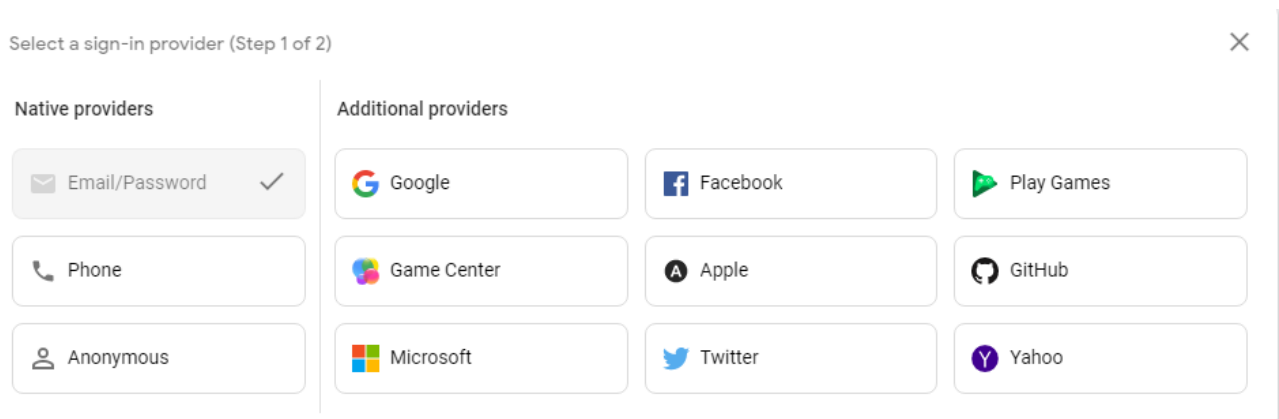 Select a sign-in provider (Step 1 of 2)
Native providers
Additional providers
Email/Password
Google
Facebook
Play Games
Phone
Game Center
Apple
GitHub
Anonymous
Microsoft
Twitter
Yahoo